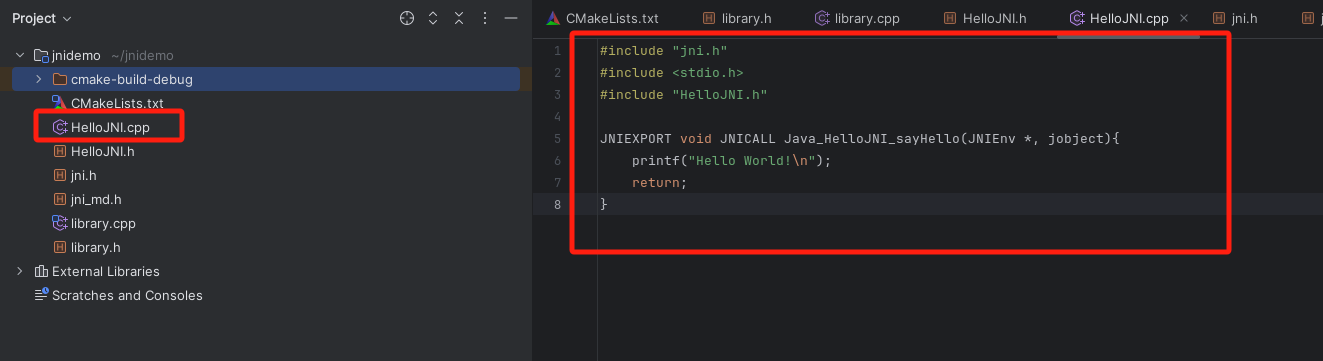 Project
jnidemo ~/jnidemo
cmake-build-debug
CMakeLists.txt
HelloJNI.cpp
HelloJNI.h
jni.h
jni_md.h
library.cpp
library.h
External Libraries
Scratches and Consoles
CMakeLists.txt library.h library.cpp HelloJNI.h HelloJNI.cpp jni.h
1 #include "jni.h"
2 #include <stdio.h>
3 #include "HelloJNI.h"
4
5 JNIEXPORT void JNICALL Java_HelloJNI_sayHello(JNIEnv *, jobject){
6     printf("Hello World!\n");
7     return;
8 }